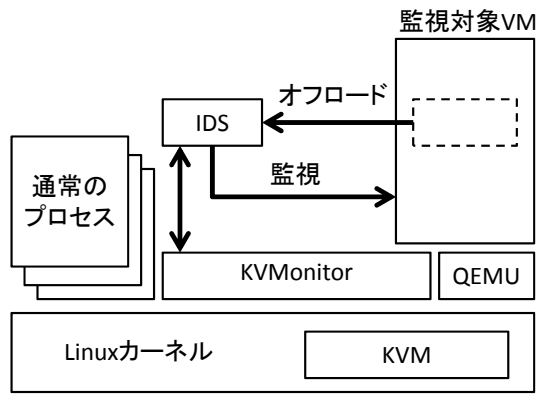 監視対象VM
オフロード
IDS
監視
通常の
プロセス
KVMonitor
QEMU
Linuxカーネル
KVM